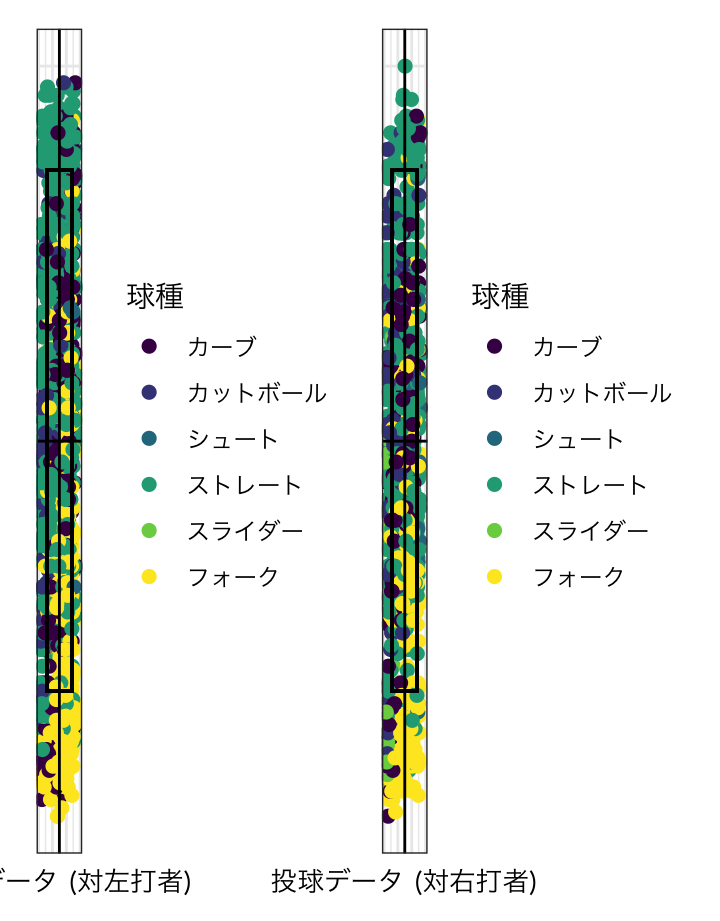 球種
カーブ
カットボール
シュート
ストレート
スライダー
フォーク
球種
カーブ
カットボール
シュート
ストレート
スライダー
フォーク
データ (対左打者)
投球データ (対右打者)